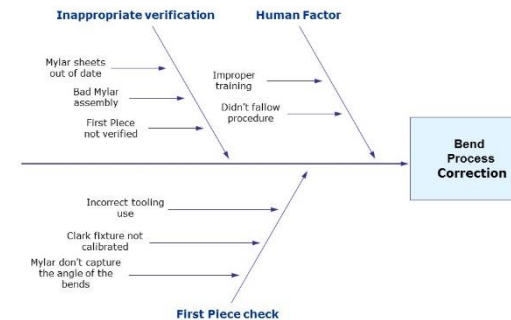 Inappropriate verification
Human Factor
Mylar sheets
out of date
Bad Mylar
assembly
First Piece
not verified
Improper
training
Didn't fallow
procedure
Bend
Process
Correction
Incorrect tooling
use
Clark fixture not
calibrated
Mylar don't capture
the angle of the
bends
First Piece check